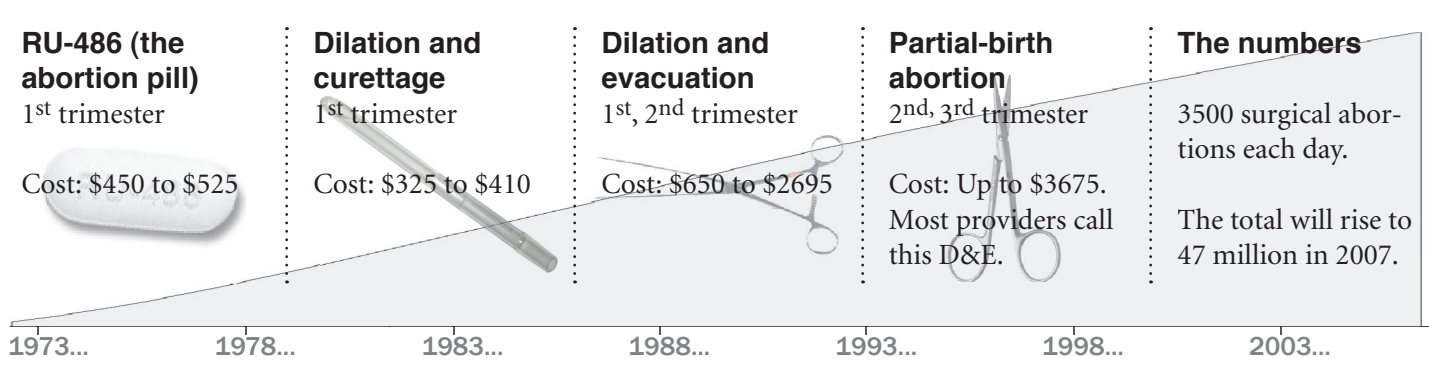 RU-486 (the
abortion pill)
1st trimester
Cost: $450 to $525
Dilation and
curettage
1st trimester
Cost: $325 to $410
Dilation and
evacuation
1st, 2nd trimester
Cost: $650 to $2695
Partial-birth
abortion
2nd, 3rd trimester
Cost: Up to $3675.
Most providers call
this D&E.
The numbers
3500 surgical abor-
tions each day.
The total will rise to
47 million in 2007.
1973... 1978... 1983... 1988... 1993... 1998... 2003...